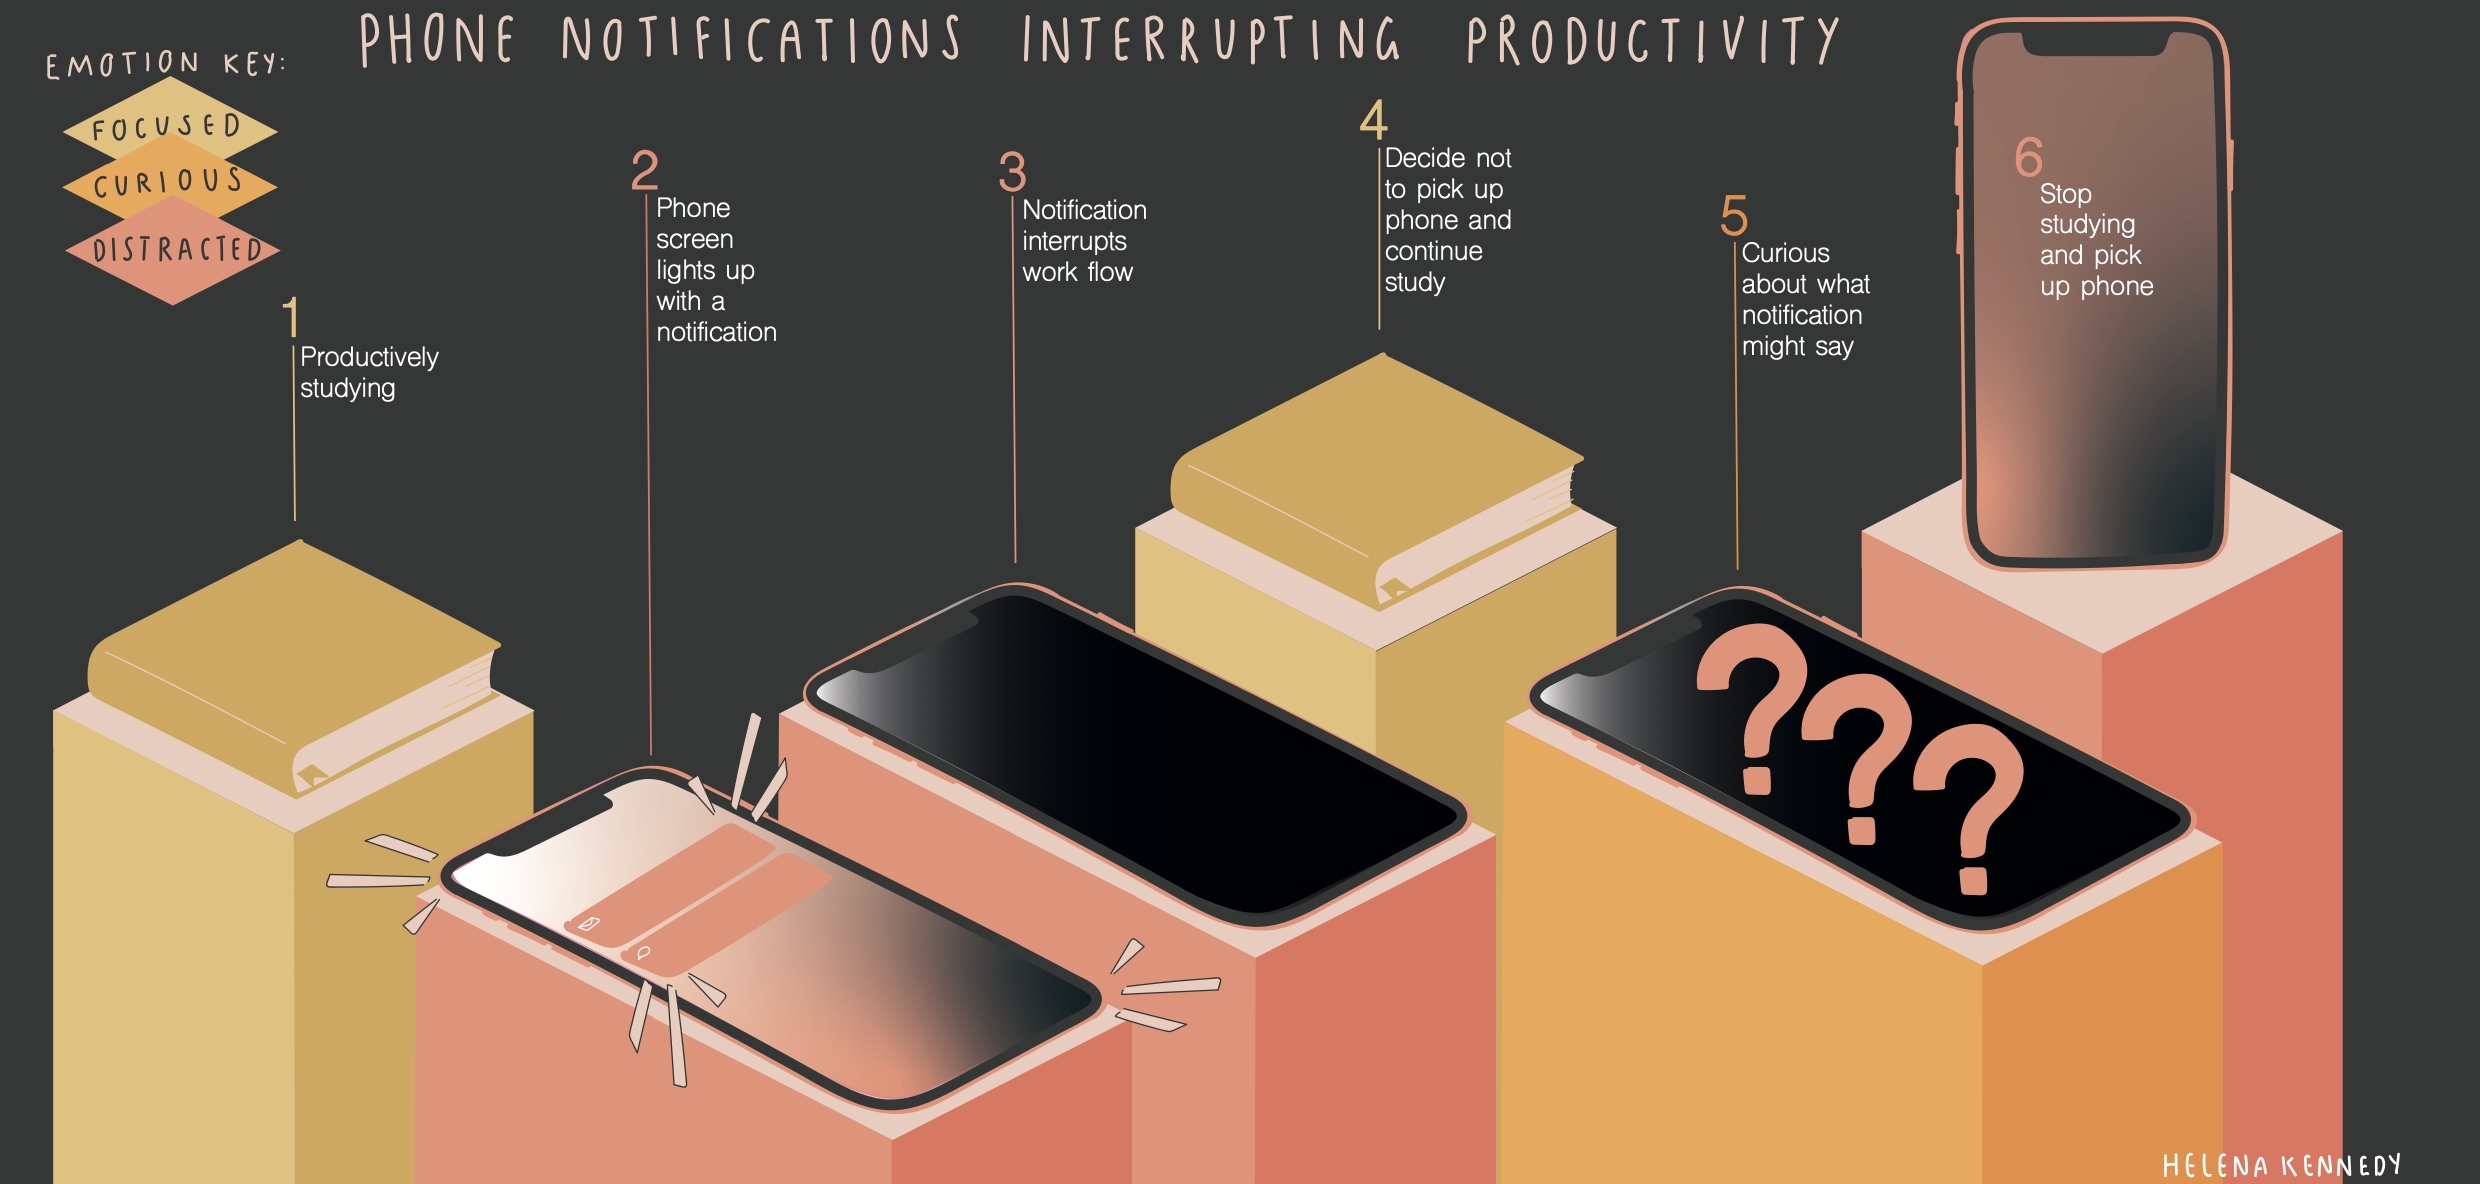 PHONE NOTIFICATIONS INTERRUPTING PRODUCTIVITY
EMOTION KEY:
FOCUSED
CURIOUS
DISTRACTED
1
Productively
studying
2
Phone
screen
lights up
with a
notification
3
Notification
interrupts
work flow
4
Decide not
to pick up
phone and
continue
study
5
Curious
about what
notification
might say
6
Stop
studying
and pick
up phone
???
HELENA KENNEDY